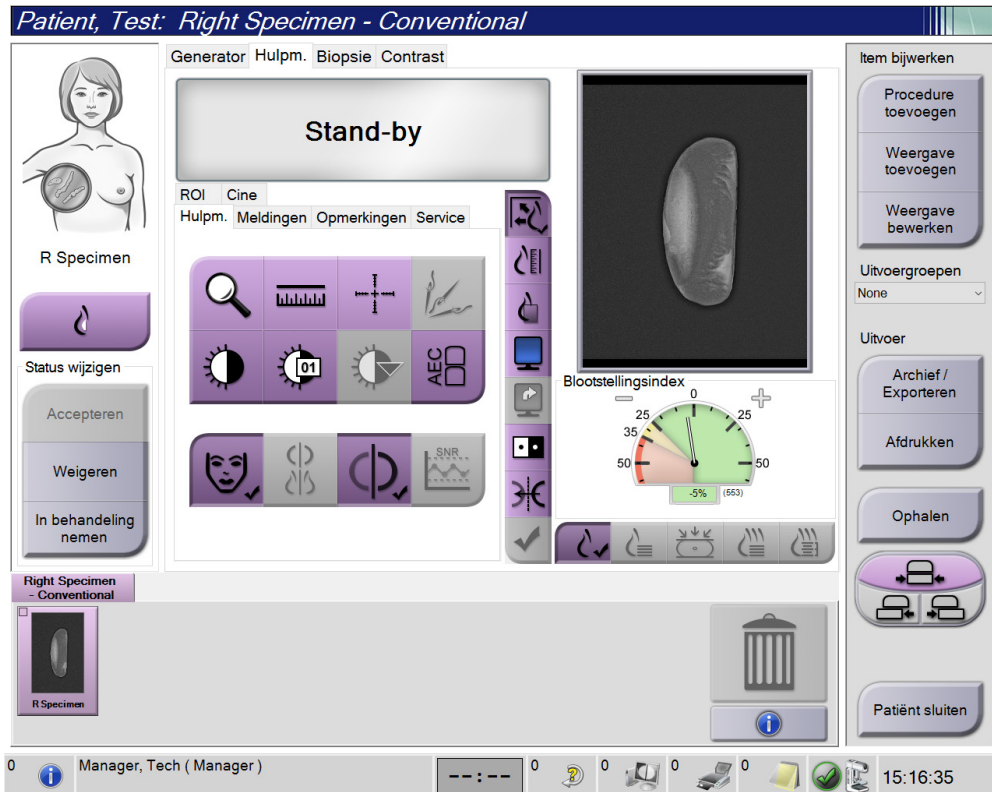 Patient, Test:  Right Specimen - Conventional
Generator Hulpm. Biopsie Contrast
Stand-by
ROI Cine
Hulpm. Meldingen Opmerkingen Service
01
AEC
SNR
R Specimen
Status wijzigen
Accepteren
Weigeren
In behandeling
nemen
Blootstellingsindex
0
25 25
35
50 50
-5% (553)
Item bijwerken
Procedure
toevoegen
Weergave
toevoegen
Weergave
bewerken
Uitvoergroepen
None
Uitvoer
Archief /
Exporteren
Afdrukken
Ophalen
Patiënt sluiten
Right Specimen
- Conventional
R Specimen
0 Manager, Tech ( Manager ) --:-- 0 0 0 0 15:16:35